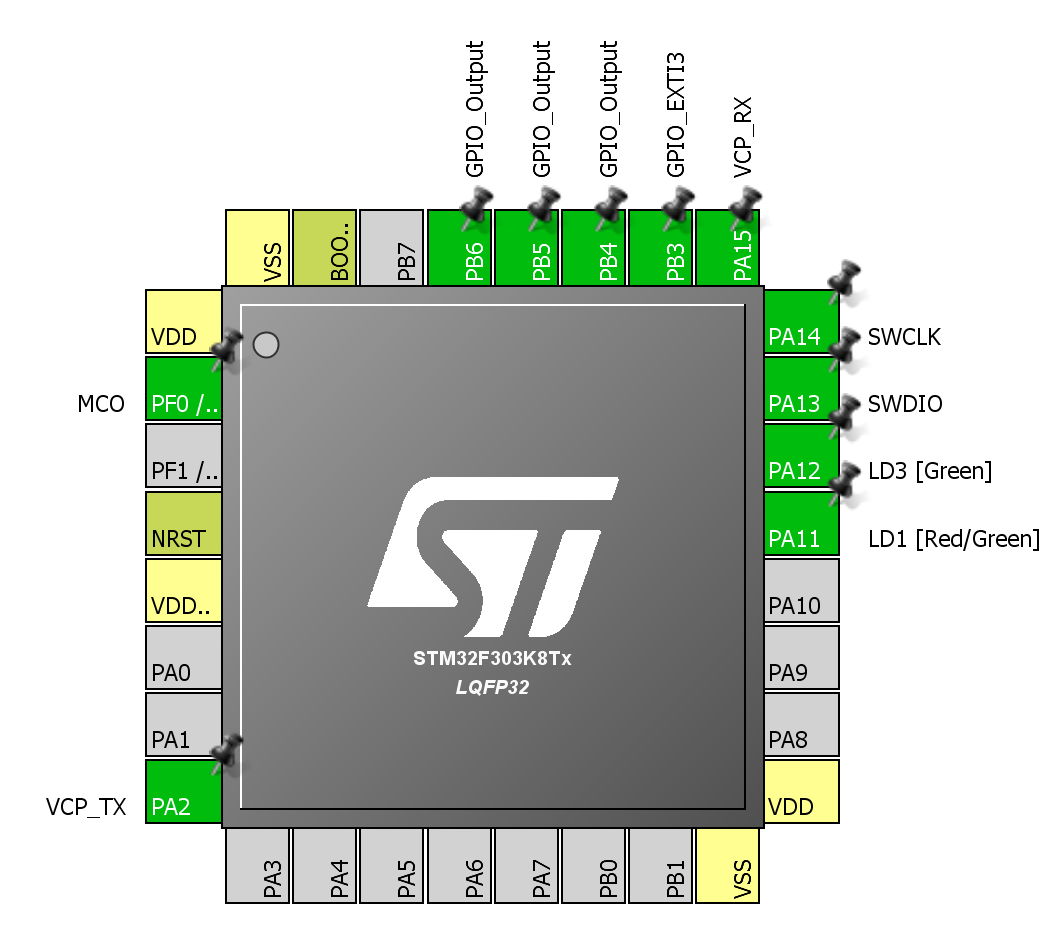 GPIO_Output
GPIO_Output
GPIO_Output
GPIO_EXTI3
VCP_RX
VSS
BOO..
PB7
PB6
PB5
PB4
PB3
PA15
VDD
PA14
SWCLK
MCO
PF0 /..
PA13
SWDIO
PF1 /..
PA12
LD3 [Green]
NRST
PA11
LD1 [Red/Green]
VDD..
PA10
PA0
PA9
PA1
PA8
VCP_TX
PA2
VDD
ST
STM32F303K8Tx
LQFP32
PA3
PA4
PA5
PA6
PA7
PB0
PB1
VSS